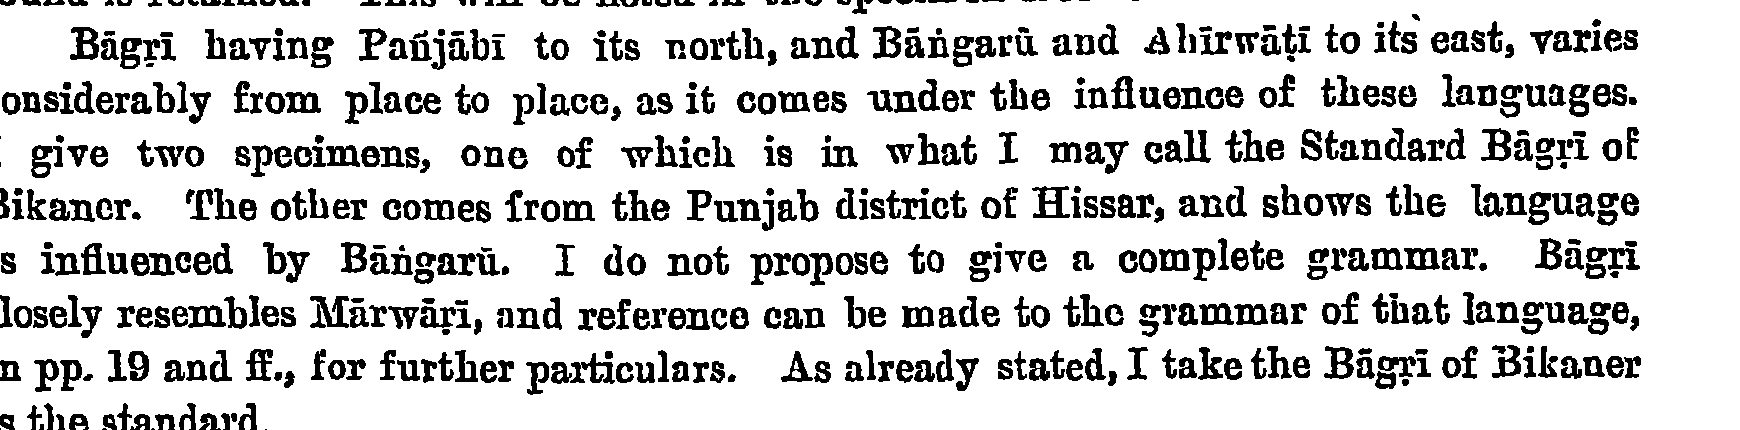 Bāgṛī having Pañjābī to its north, and Bāṅgarū and Ahīrwāṭī to its east, varies
onsiderably from place to place, as it comes under the influence of these languages.
give two specimens, one of which is in what I may call the Standard Bāgṛī of
Bikaner. The other comes from the Punjab district of Hissar, and shows the language
s influenced by Bāṅgarū. I do not propose to give a complete grammar. Bāgṛī
losely resembles Mārwāṛī, and reference can be made to the grammar of that language,
n pp. 19 and ff., for further particulars. As already stated, I take the Bāgṛī of Bikaner
s the standard.